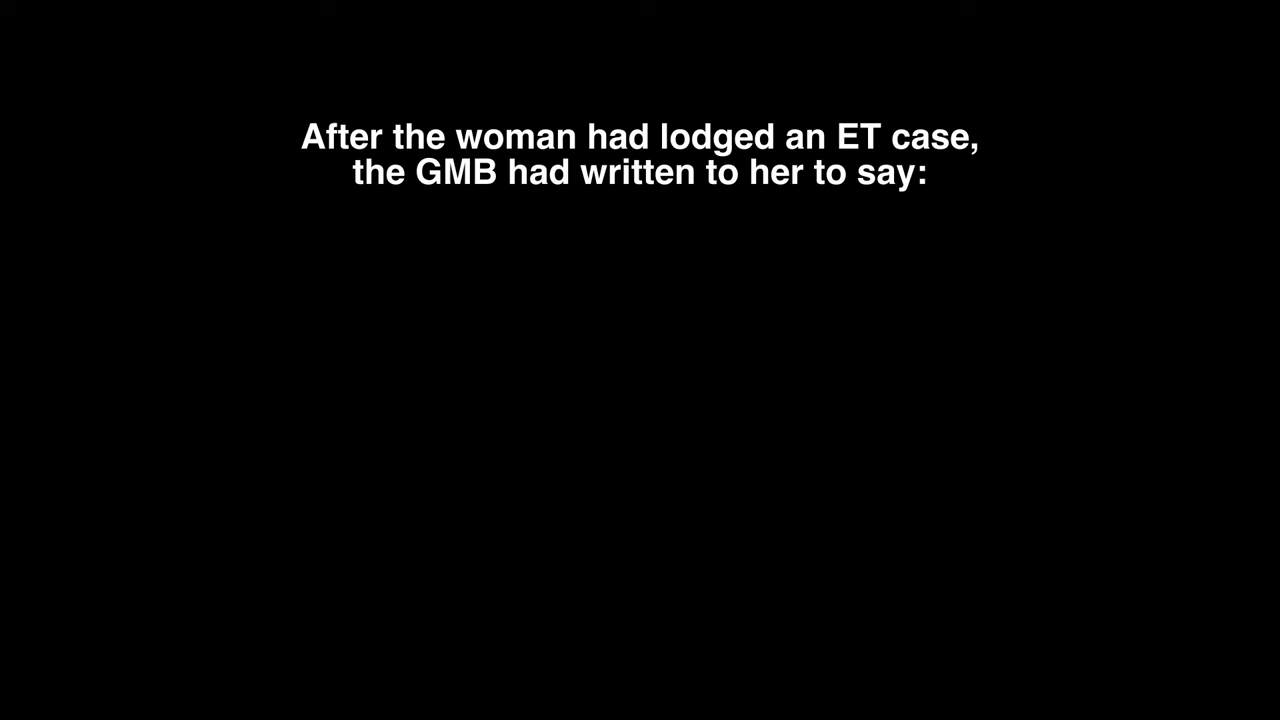 After the woman had lodged an ET case,
the GMB had written to her to say: